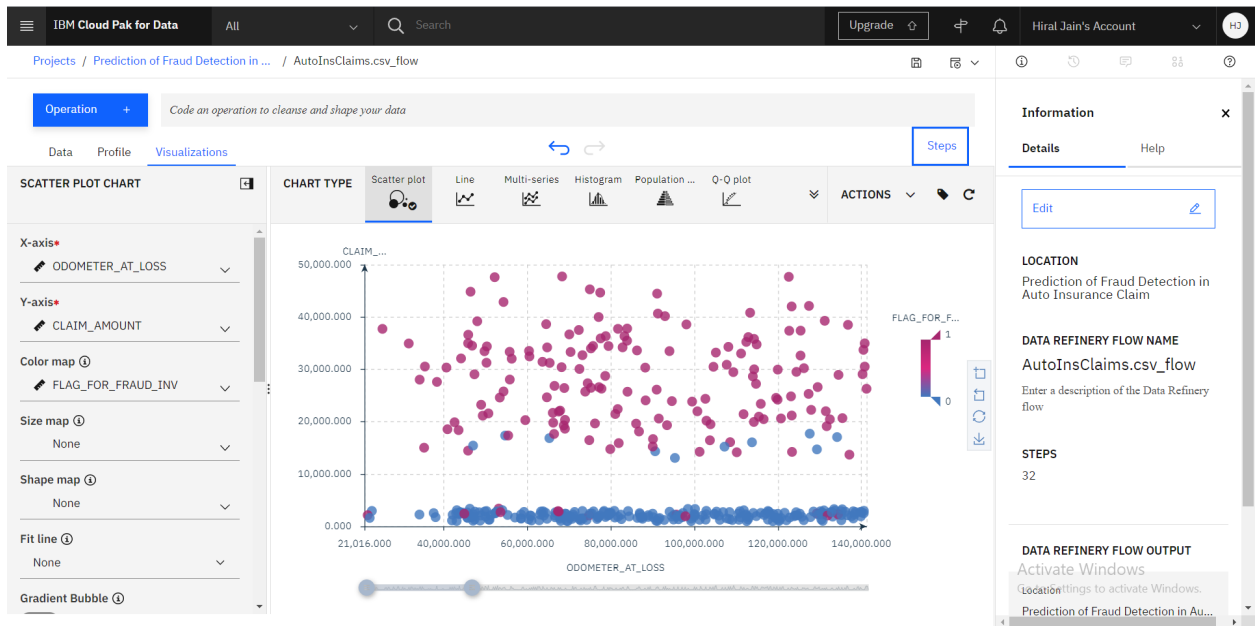 IBM Cloud Pak for Data
All
Search
Upgrade
Hiral Jain's Account
HJ
Projects / Prediction of Fraud Detection in ... / AutoInsClaims.csv_flow
Operation +
Code an operation to cleanse and shape your data
Data Profile Visualizations
Steps
SCATTER PLOT CHART
X-axis*
ODOMETER_AT_LOSS
Y-axis*
CLAIM_AMOUNT
Color map
FLAG_FOR_FRAUD_INV
Size map
None
Shape map
None
Fit line
None
Gradient Bubble
CHART TYPE
Scatter plot
Line
Multi-series
Histogram
Population ...
Q-Q plot
ACTIONS
CLAIM_...
50,000.000
40,000.000
30,000.000
20,000.000
10,000.000
0.000
21,016.000 40,000.000 60,000.000 80,000.000 100,000.000 120,000.000 140,000.000
ODOMETER_AT_LOSS
FLAG_FOR_F...
1
0
Information
Details Help
Edit
LOCATION
Prediction of Fraud Detection in
Auto Insurance Claim
DATA REFINERY FLOW NAME
AutoInsClaims.csv_flow
Enter a description of the Data Refinery
flow
STEPS
32
DATA REFINERY FLOW OUTPUT
Activate Windows
Location
Go to Settings to activate Windows.
Prediction of Fraud Detection in Au...